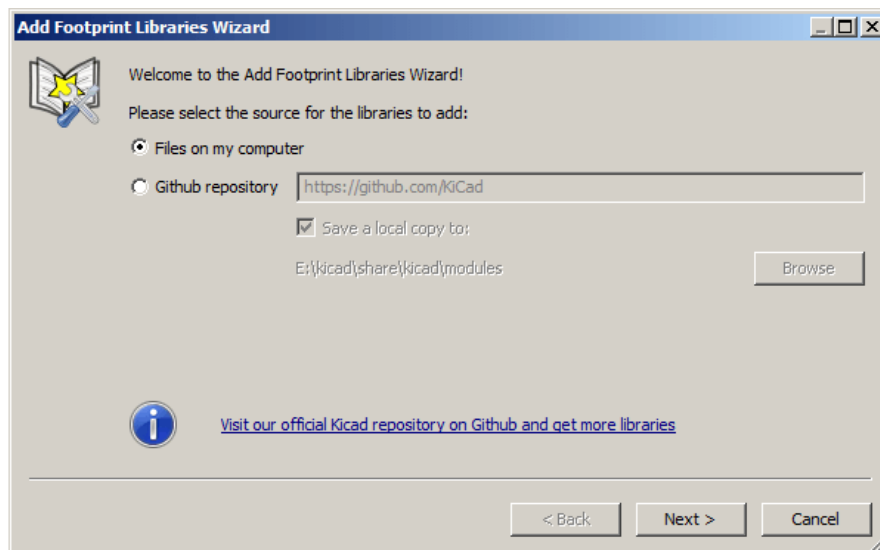 Add Footprint Libraries Wizard
Welcome to the Add Footprint Libraries Wizard!
Please select the source for the libraries to add:
Files on my computer
Github repository https://github.com/KiCad
Save a local copy to:
E:\kicad\share\kicad\modules Browse
Visit our official Kicad repository on Github and get more libraries
< Back Next > Cancel